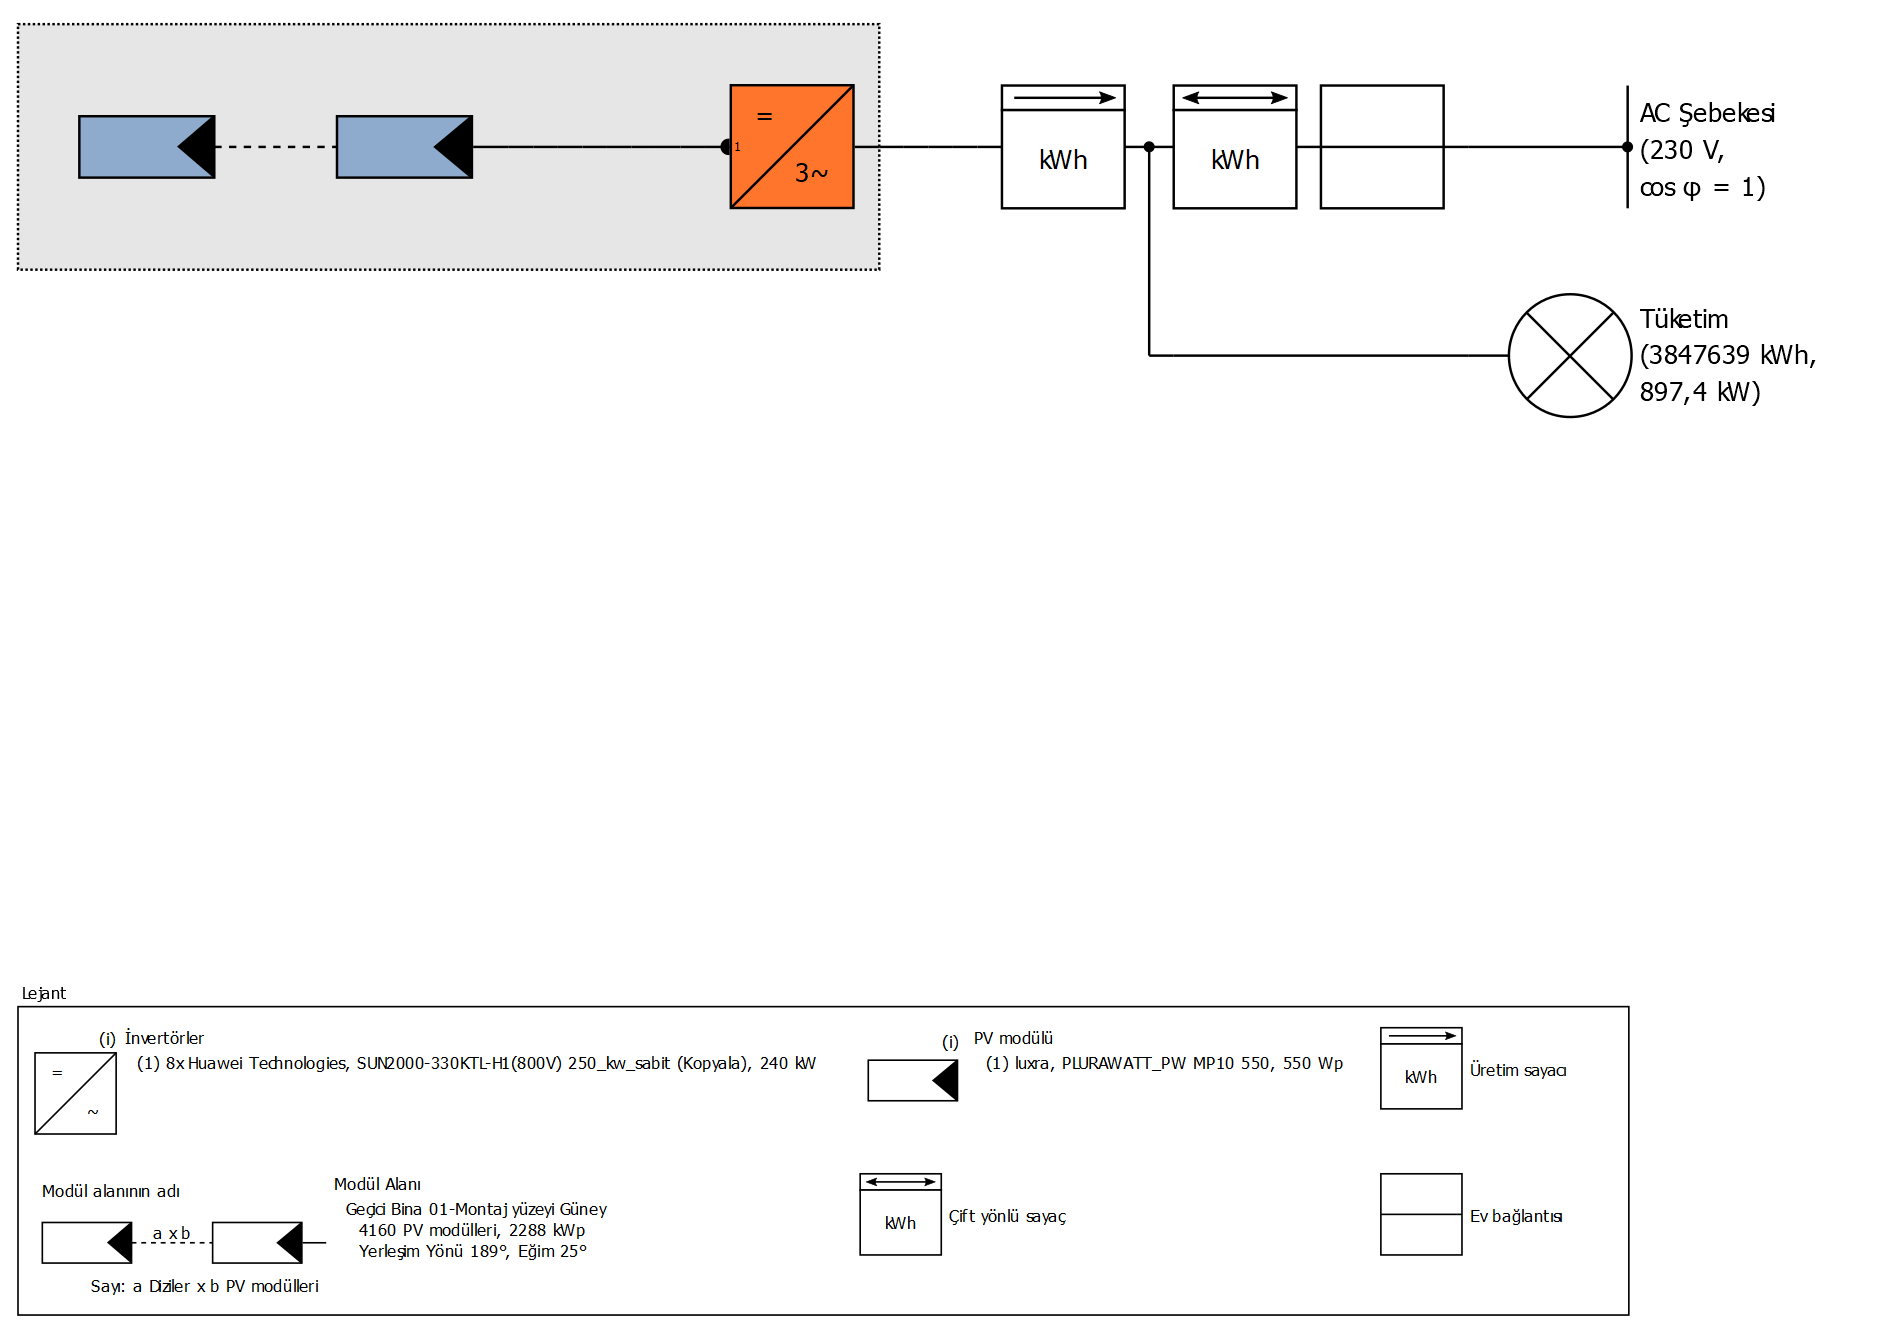 =
1
3~
kWh
kWh
AC Şebekesi
(230 V,
cos φ = 1)
Tüketim
(3847639 kWh,
897,4 kW)
Lejant
(i) İnvertörler
(1) 8x Huawei Technologies, SUN2000-330KTL-H1(800V) 250_kw_sabit (Kopyala), 240 kW
=
~
(i) PV modülü
(1) luxra, PLURAWATT_PW MP10 550, 550 Wp
kWh
Üretim sayacı
Modül alanının adı
a x b
Sayı: a Diziler x b PV modülleri
Modül Alanı
Geçici Bina 01-Montaj yüzeyi Güney
4160 PV modülleri, 2288 kWp
Yerleşim Yönü 189°, Eğim 25°
kWh
Çift yönlü sayaç
Ev bağlantısı